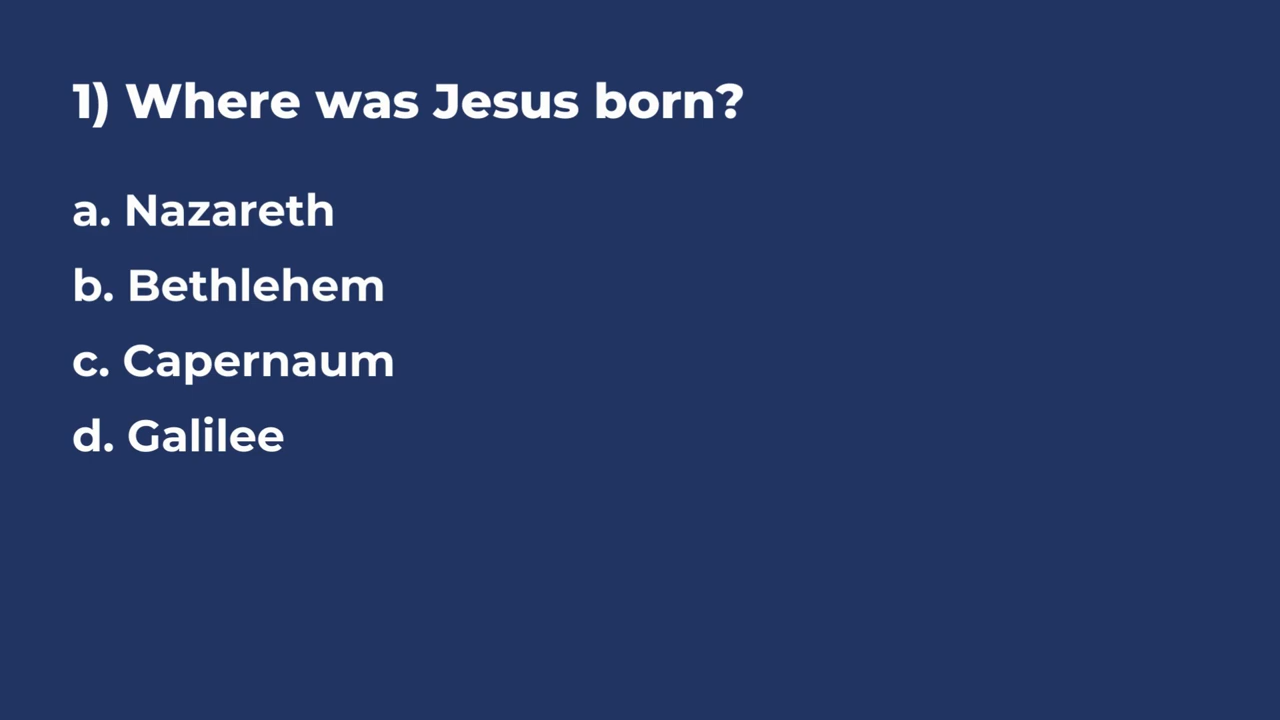 1) Where was Jesus born?
a. Nazareth
b. Bethlehem
c. Capernaum
d. Galilee